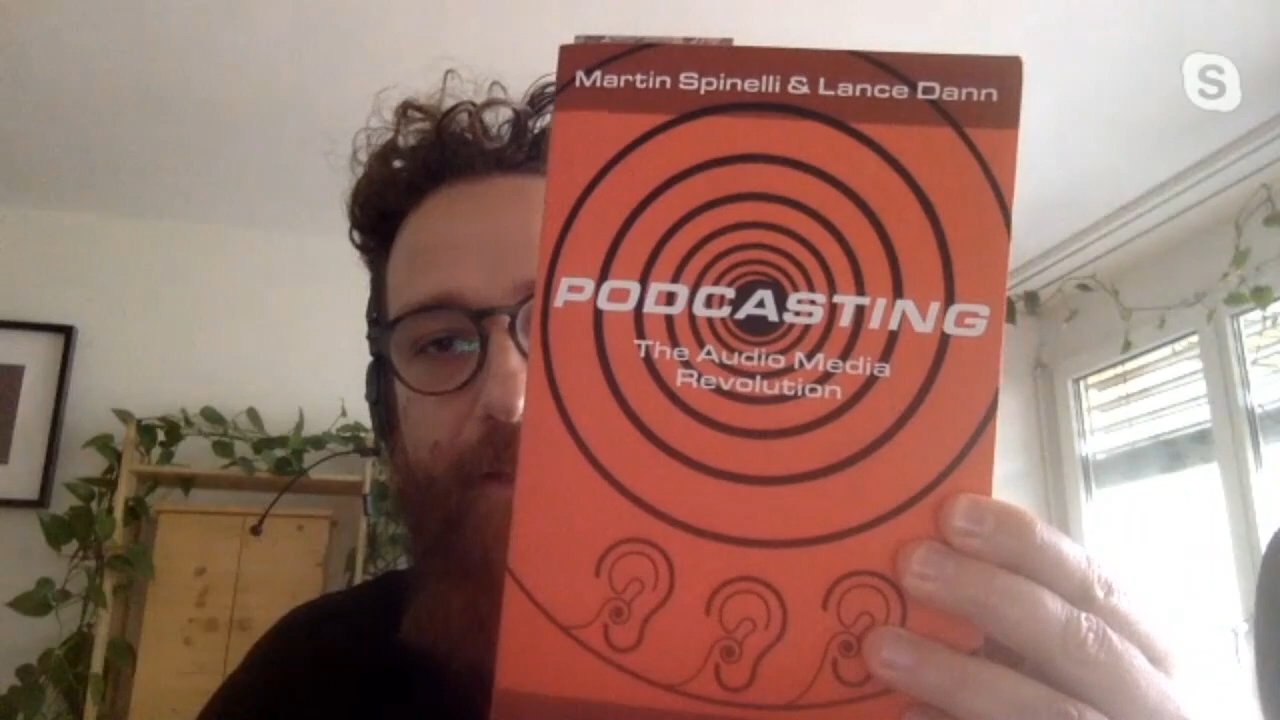 Martin Spinelli & Lance Dann
S
PODCASTING
The Audio Media
Revolution